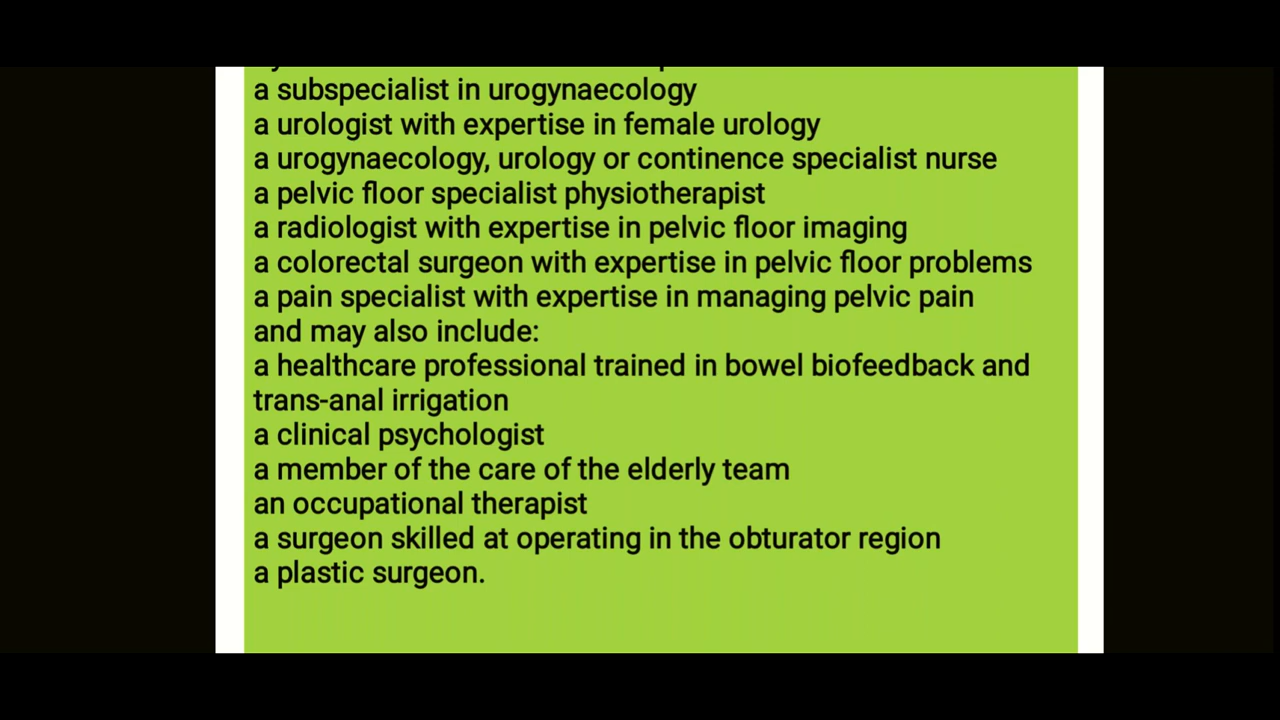 a subspecialist in urogynaecology
a urologist with expertise in female urology
a urogynaecology, urology or continence specialist nurse
a pelvic floor specialist physiotherapist
a radiologist with expertise in pelvic floor imaging
a colorectal surgeon with expertise in pelvic floor problems
a pain specialist with expertise in managing pelvic pain
and may also include:
a healthcare professional trained in bowel biofeedback and
trans-anal irrigation
a clinical psychologist
a member of the care of the elderly team
an occupational therapist
a surgeon skilled at operating in the obturator region
a plastic surgeon.